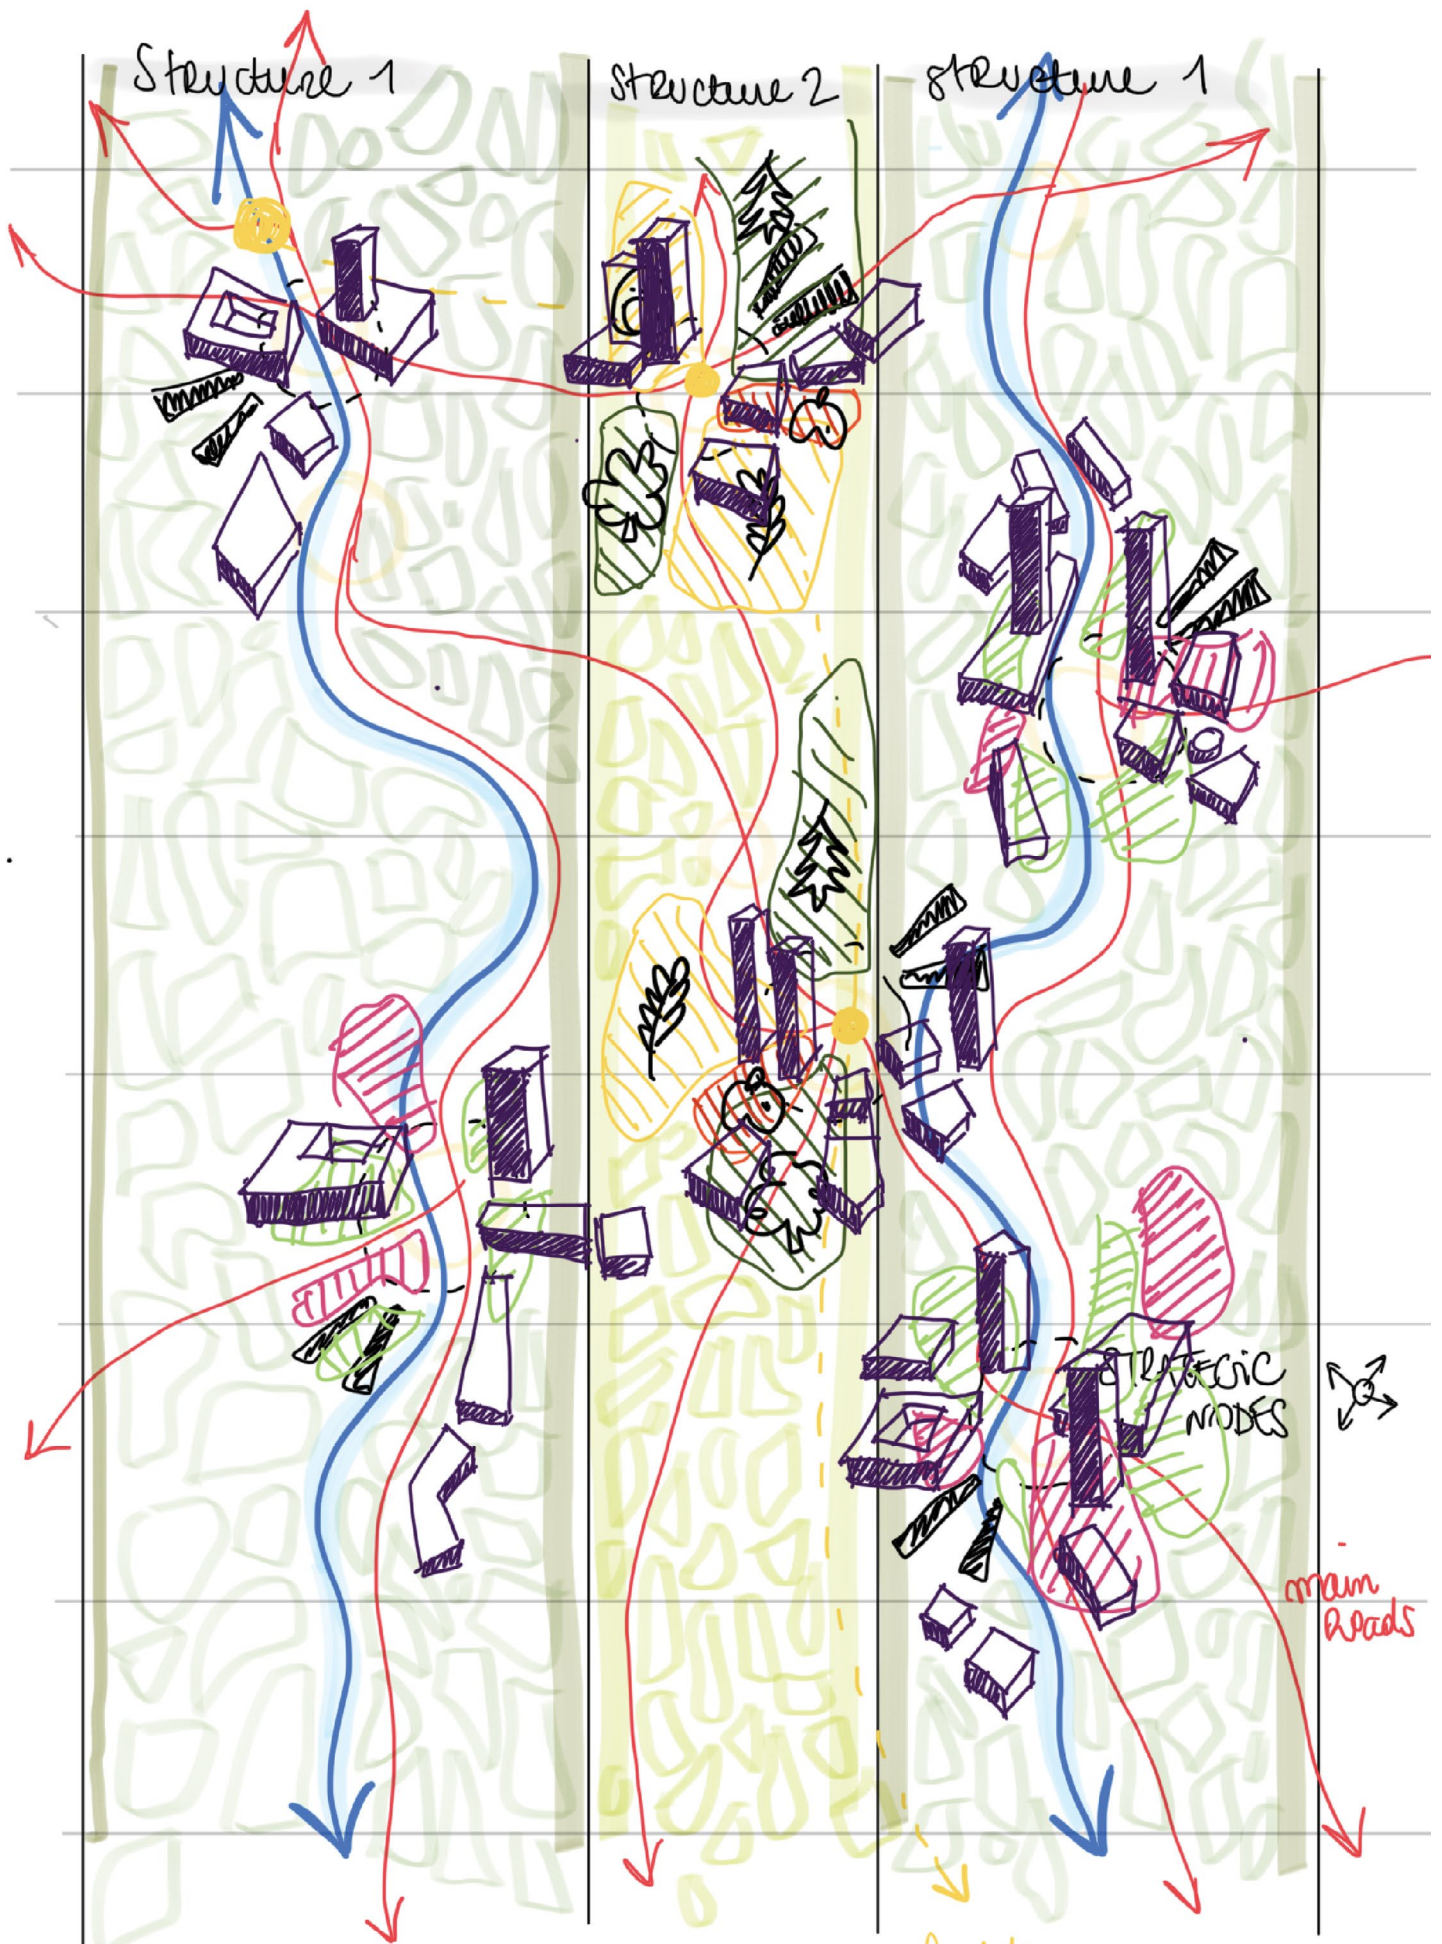 Structure 1
Structure 2
structure 1
STRATEGIC
NODES
main
Roads